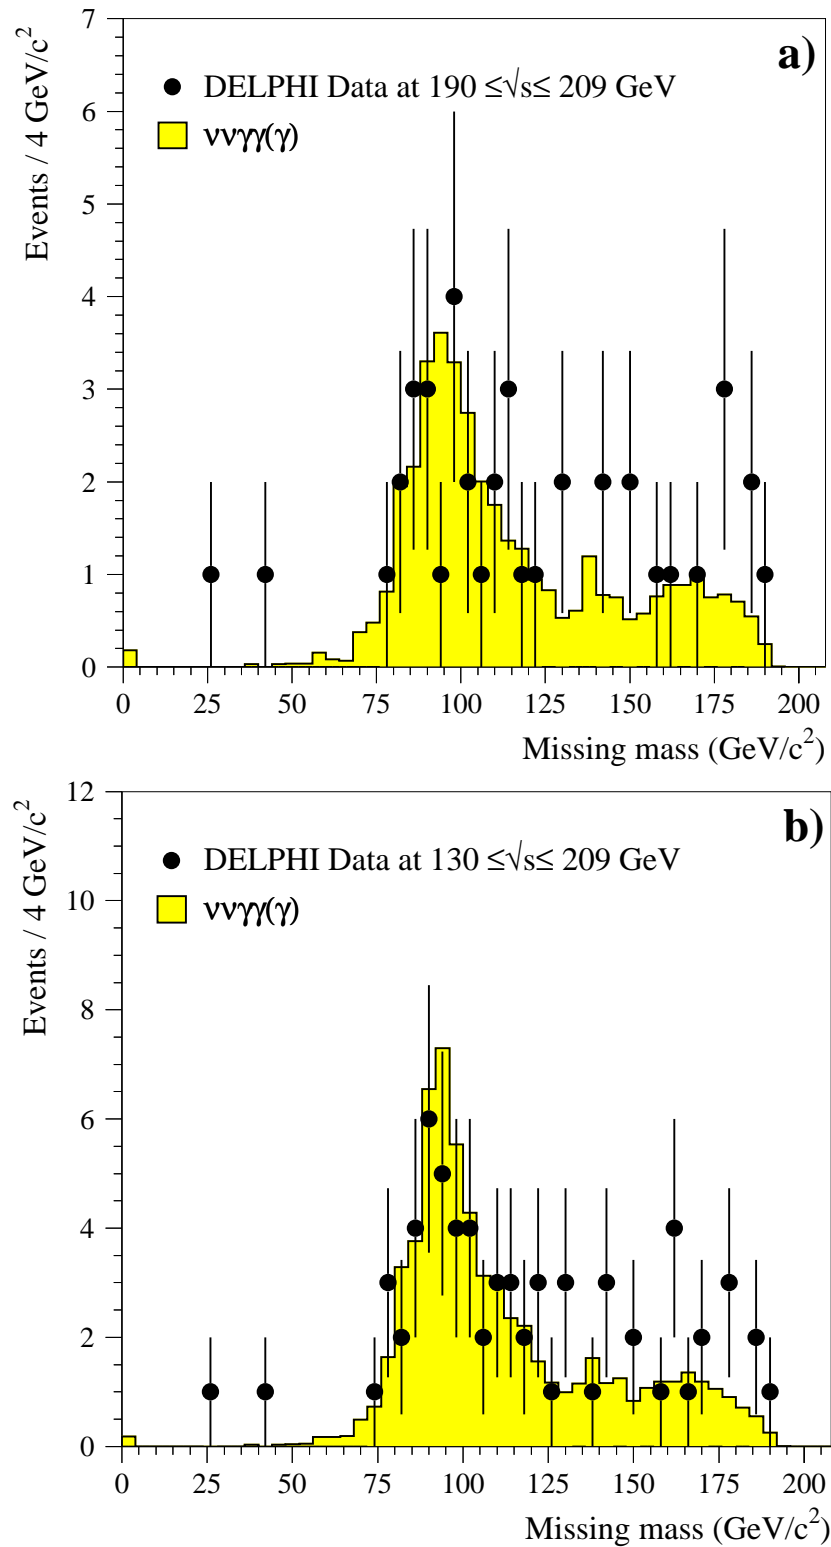 a)
DELPHI Data at 190 ≤√s≤ 209 GeV
ννγγ(γ)
Events / 4 GeV/c²
7
6
5
4
3
2
1
0
0 25 50 75 100 125 150 175 200
Missing mass (GeV/c²)
b)
DELPHI Data at 130 ≤√s≤ 209 GeV
ννγγ(γ)
Events / 4 GeV/c²
12
10
8
6
4
2
0
0 25 50 75 100 125 150 175 200
Missing mass (GeV/c²)